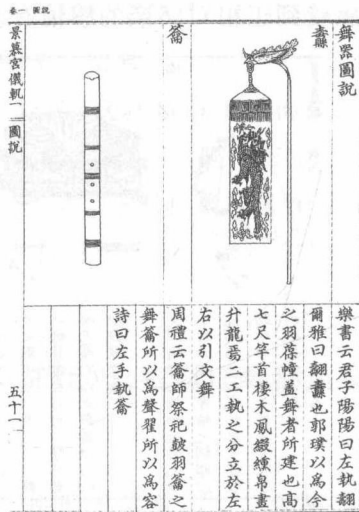 卷一 圖說
舞器圖說
纛
籥
景慕宮儀軌一
圖說
五十一
樂書云君子陽陽曰左執翿
爾雅曰翿纛也郭璞以爲今
之羽葆幢蓋舞者所建也高
七尺竿首棲木鳳綴纁帛畫
升龍焉二工執之分立於左
右以引文舞
周禮云籥師祭祀鼓羽籥之
舞籥所以爲聲翟所以爲容
詩曰左手執籥